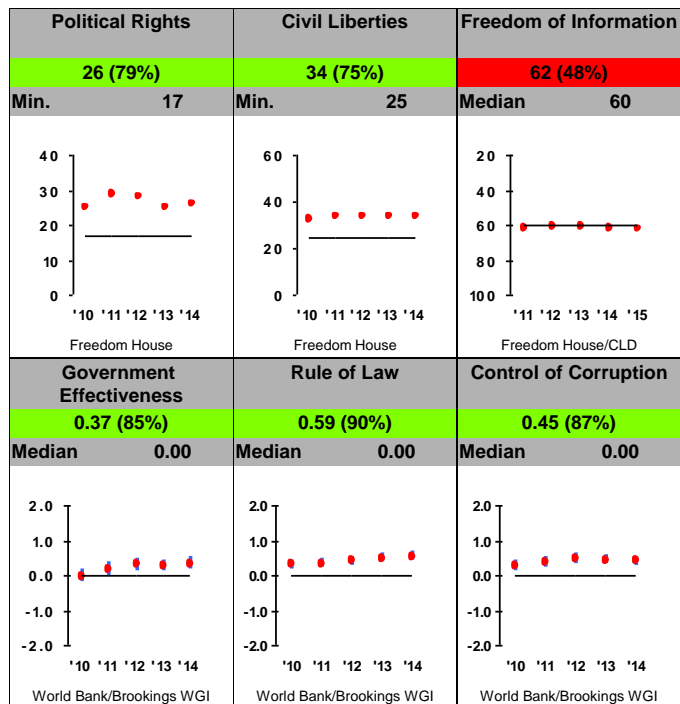 Political Rights
26 (79%)
Min. 17
40
30
20
10
0
'10 '11 '12 '13 '14
Freedom House
Civil Liberties
34 (75%)
Min. 25
60
40
20
0
'10 '11 '12 '13 '14
Freedom House
Freedom of Information
62 (48%)
Median 60
20
40
60
80
100
'11 '12 '13 '14 '15
Freedom House/CLD
Government
Effectiveness
0.37 (85%)
Median 0.00
2.0
1.0
0.0
-1.0
-2.0
'10 '11 '12 '13 '14
World Bank/Brookings WGI
Rule of Law
0.59 (90%)
Median 0.00
2.0
1.0
0.0
-1.0
-2.0
'10 '11 '12 '13 '14
World Bank/Brookings WGI
Control of Corruption
0.45 (87%)
Median 0.00
2.0
1.0
0.0
-1.0
-2.0
'10 '11 '12 '13 '14
World Bank/Brookings WGI